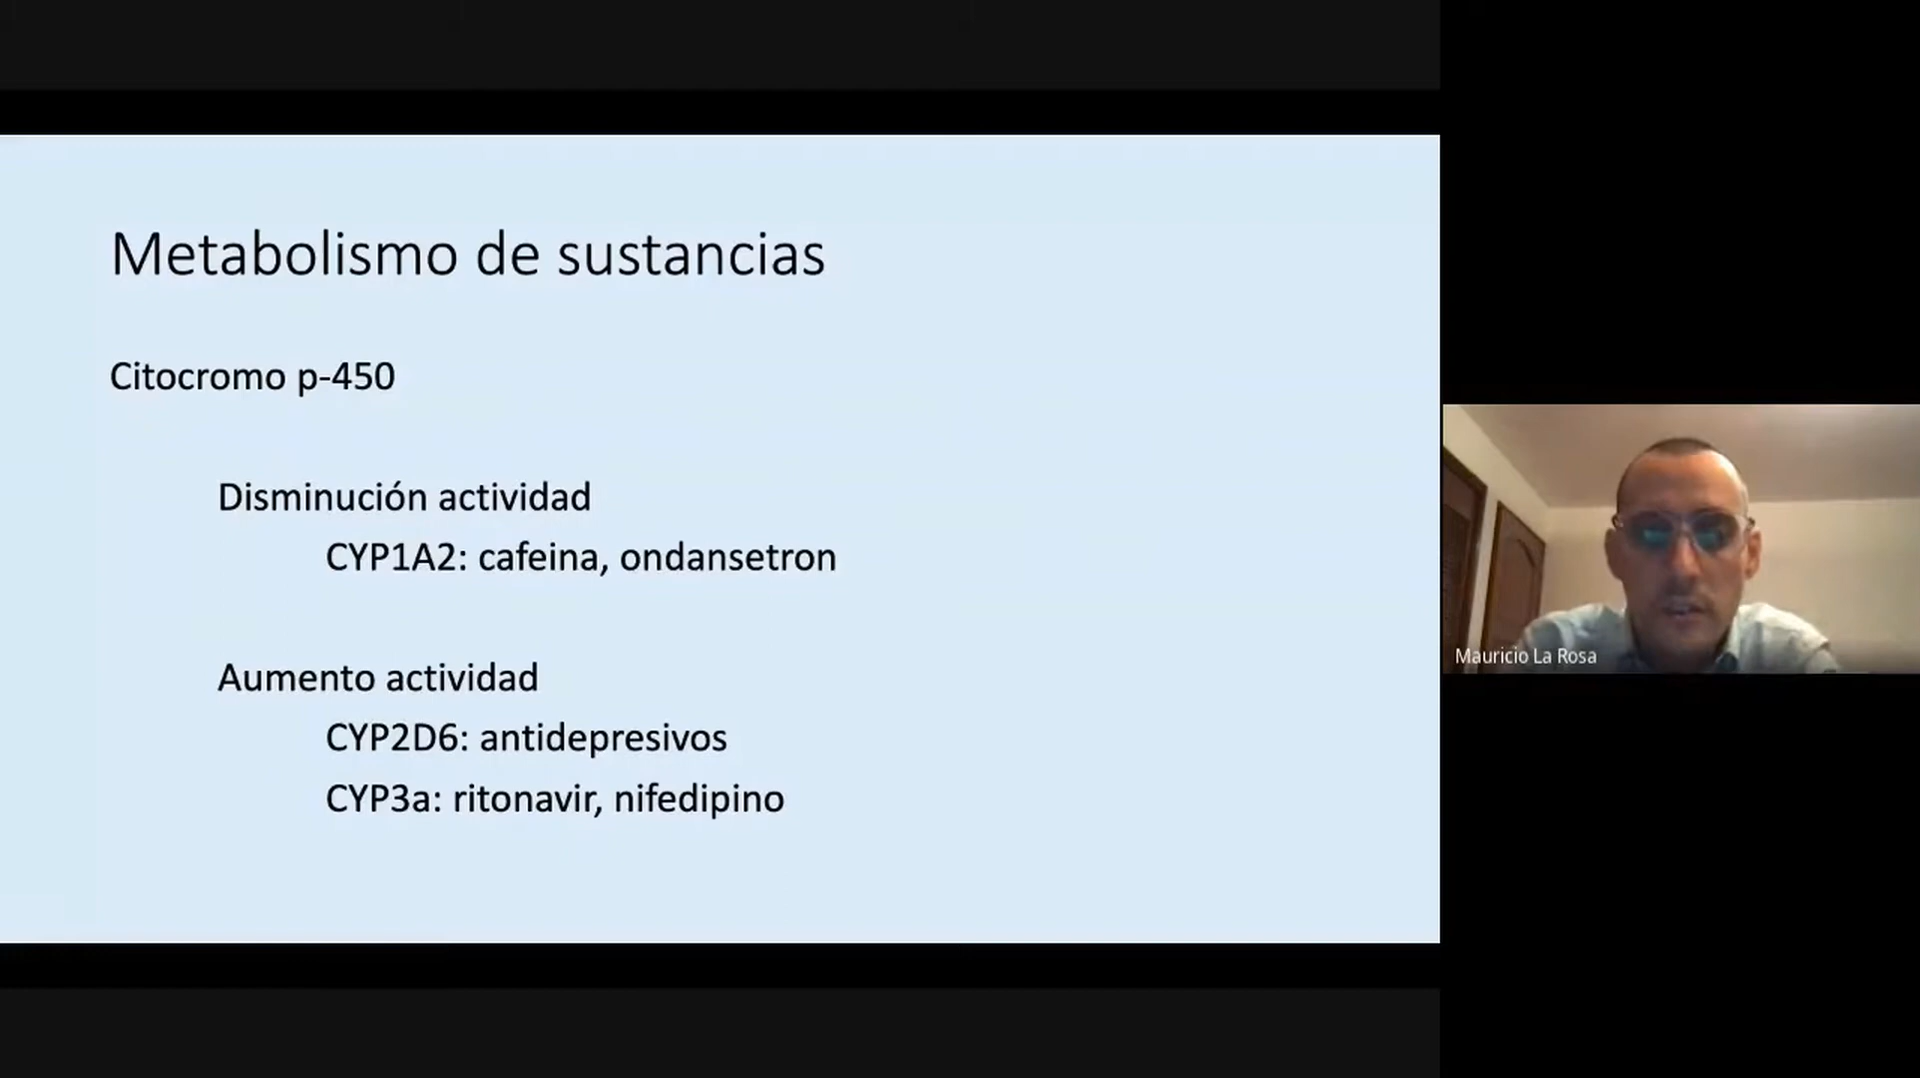 Metabolismo de sustancias
Citocromo p-450
Disminución actividad
CYP1A2: cafeina, ondansetron
Aumento actividad
CYP2D6: antidepresivos
CYP3a: ritonavir, nifedipino
Mauricio La Rosa